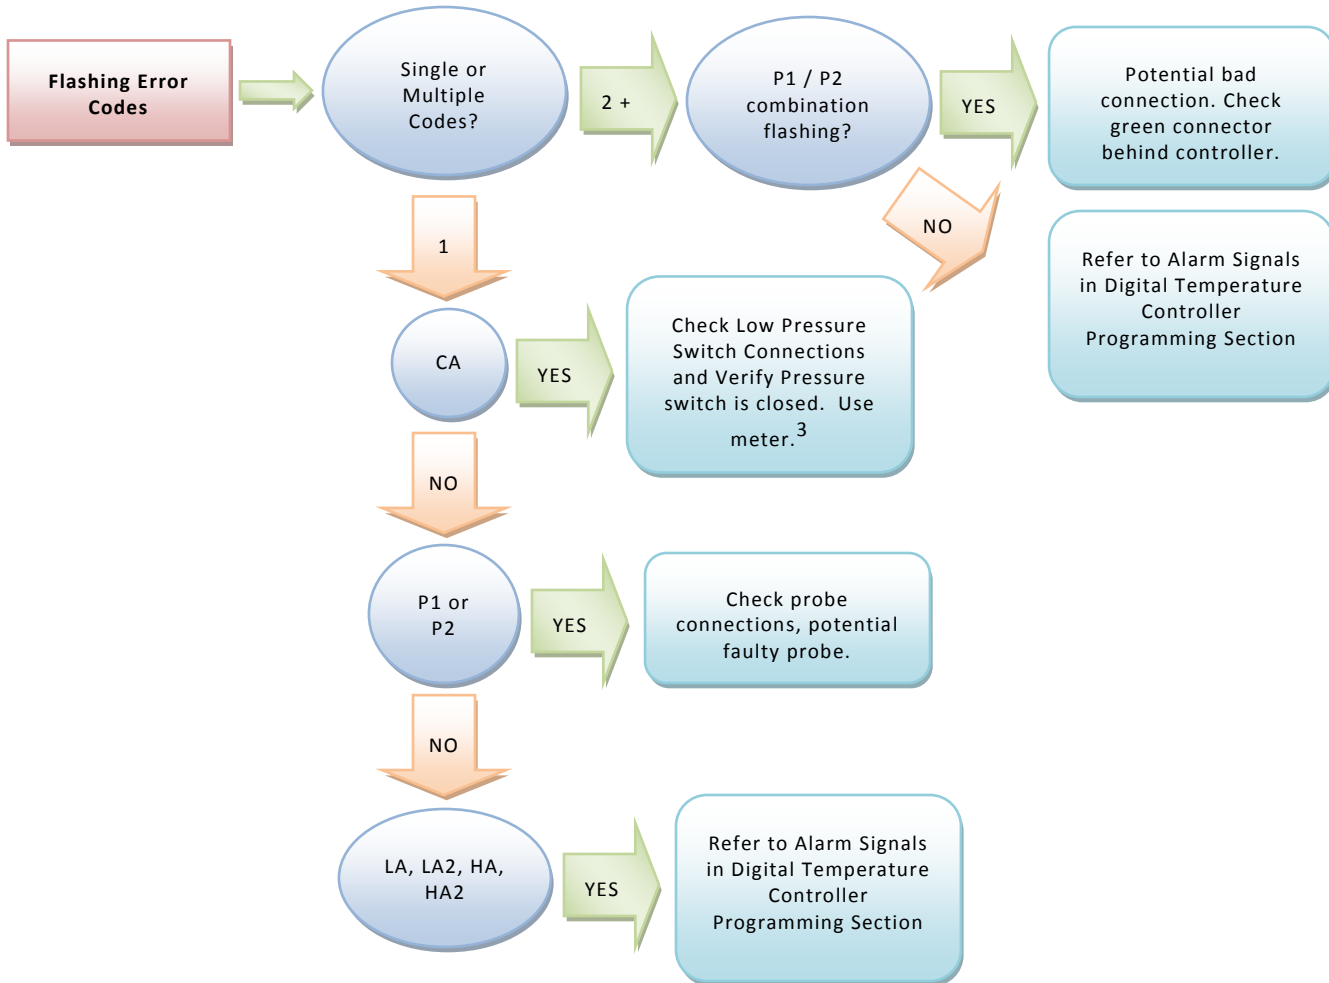 Flashing Error
Codes
Single or
Multiple
Codes?
2 +
P1 / P2
combination
flashing?
YES
Potential bad
connection. Check
green connector
behind controller.
NO
Refer to Alarm Signals
in Digital Temperature
Controller
Programming Section
1
CA
YES
Check Low Pressure
Switch Connections
and Verify Pressure
switch is closed. Use
meter.3
NO
P1 or
P2
YES
Check probe
connections, potential
faulty probe.
NO
LA, LA2, HA,
HA2
YES
Refer to Alarm Signals
in Digital Temperature
Controller
Programming Section